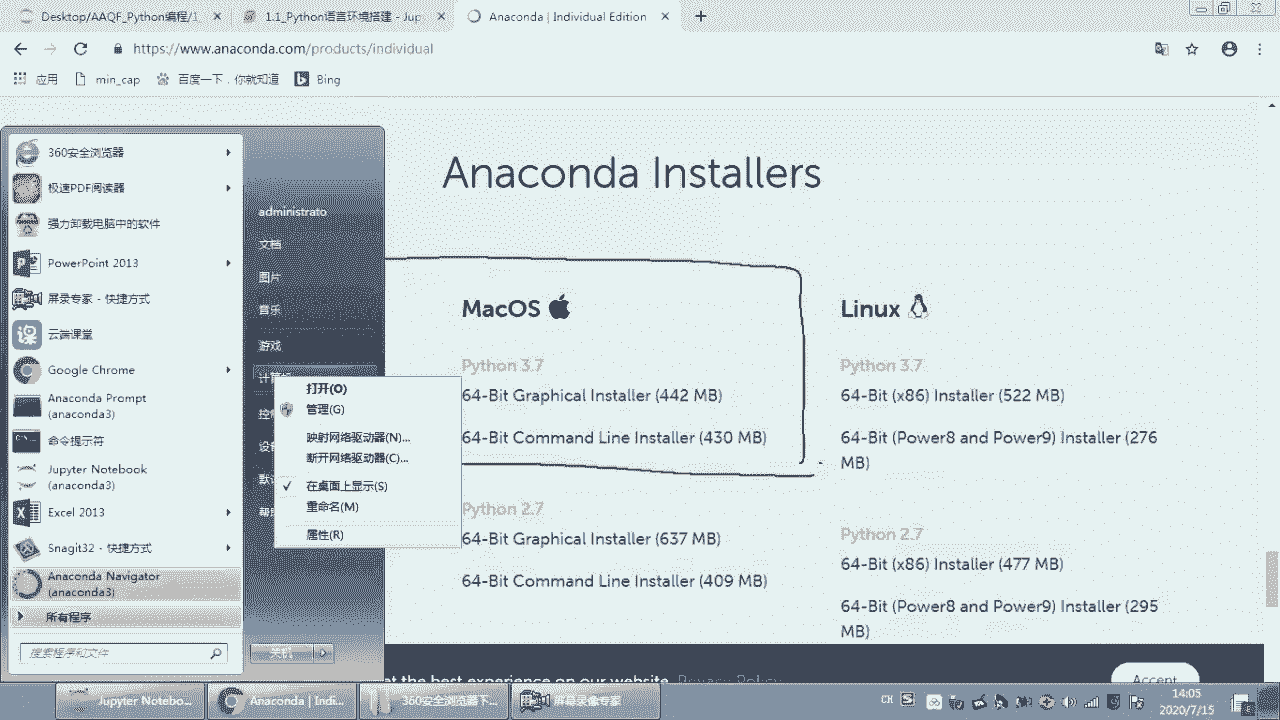 Desktop/AAQF_Python编程/1
1.1_Python语言环境搭建 - Jup
Anaconda | Individual Edition
https://www.anaconda.com/products/individual
应用
min_cap
百度一下，你就知道
Bing
Anaconda Installers
MacOS
Python 3.7
64-Bit Graphical Installer (442 MB)
64-Bit Command Line Installer (430 MB)
Python 2.7
64-Bit Graphical Installer (637 MB)
64-Bit Command Line Installer (409 MB)
Linux
Python 3.7
64-Bit (x86) Installer (522 MB)
64-Bit (Power8 and Power9) Installer (276
MB)
Python 2.7
64-Bit (x86) Installer (477 MB)
64-Bit (Power8 and Power9) Installer (295
MB)
the best experience on our website. Privacy Policy
Accept
360安全浏览器
极速PDF阅读器
强力卸载电脑中的软件
PowerPoint 2013
屏录专家 - 快捷方式
云端课堂
Google Chrome
Anaconda Prompt
(anaconda3)
命令提示符
Jupyter Notebook
(anaconda3)
Excel 2013
Snagit32 - 快捷方式
Anaconda Navigator
(anaconda3)
所有程序
搜索程序和文件
administrato
文档
图片
音乐
游戏
关机
打开(O)
管理(G)
映射网络驱动器(N)...
断开网络驱动器(C)...
在桌面上显示(S)
重命名(M)
属性(R)
Jupyter Notebo...
Anaconda | Indi...
360安全浏览器下...
屏幕录像专家
CH
14:05
2020/7/15